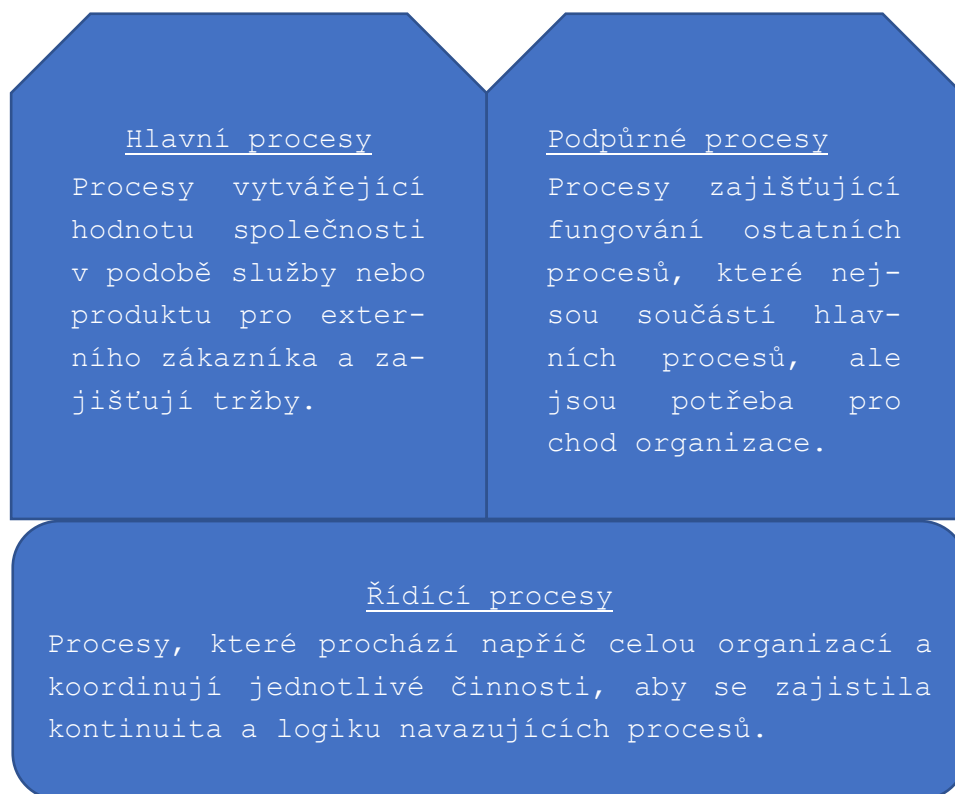 Hlavní procesy
Procesy vytvářející
hodnotu společnosti
v podobě služby nebo
produktu pro exter-
ního zákazníka a za-
jišťují tržby.
Podpůrné procesy
Procesy zajišťující
fungování ostatních
procesů, které nej-
sou součástí hlav-
ních procesů, ale
jsou potřeba pro
chod organizace.
Řídící procesy
Procesy, které prochází napříč celou organizací a
koordinují jednotlivé činnosti, aby se zajistila
kontinuita a logiku navazujících procesů.